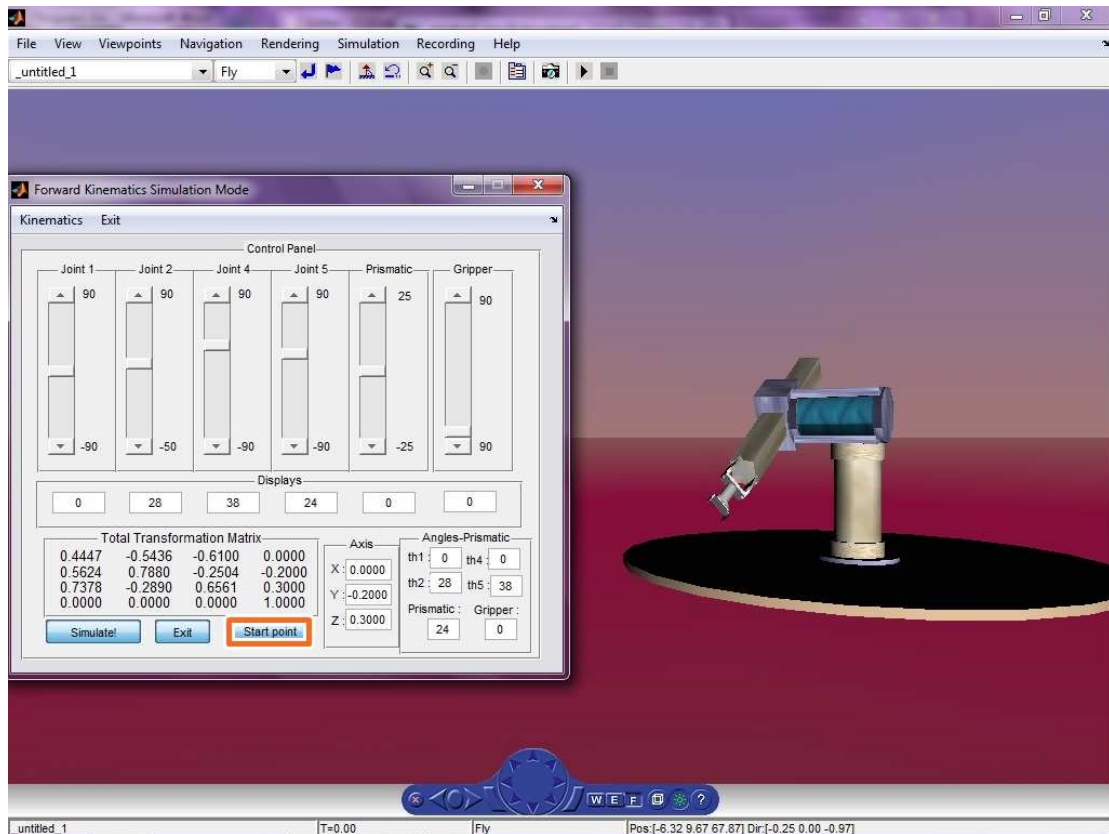 File View Viewpoints Navigation Rendering Simulation Recording Help
_untitled_1 Fly
Forward Kinematics Simulation Mode
Kinematics Exit
Control Panel
Joint 1 Joint 2 Joint 4 Joint 5 Prismatic Gripper
90 90 90 90 25 90
-90 -50 -90 -90 -25 90
Displays
0 28 38 24 0 0
Total Transformation Matrix
0.4447 -0.5436 -0.6100 0.0000
0.5624 0.7880 -0.2504 -0.2000
0.7378 -0.2890 0.6561 0.3000
0.0000 0.0000 0.0000 1.0000
Simulate! Exit Start point
Axis
X : 0.0000
Y : -0.2000
Z : 0.3000
Angles-Prismatic
th1 : 0 th4 : 0
th2 : 28 th5 : 38
Prismatic : Gripper :
24 0
W E F ?
_untitled_1 T=0.00 Fly Pos:[-6.32 9.67 67.87] Dir:[-0.25 0.00 -0.97]